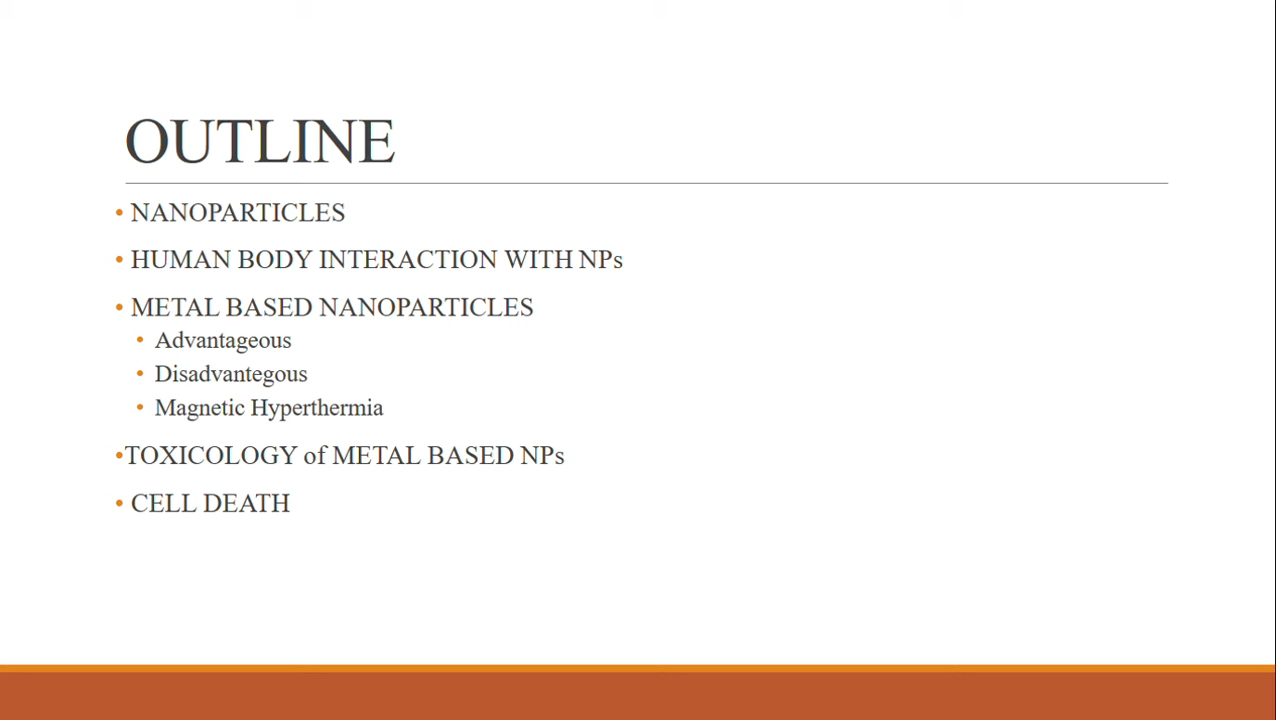 OUTLINE
• NANOPARTICLES
• HUMAN BODY INTERACTION WITH NPs
• METAL BASED NANOPARTICLES
• Advantageous
• Disadvantegous
• Magnetic Hyperthermia
•TOXICOLOGY of METAL BASED NPs
• CELL DEATH